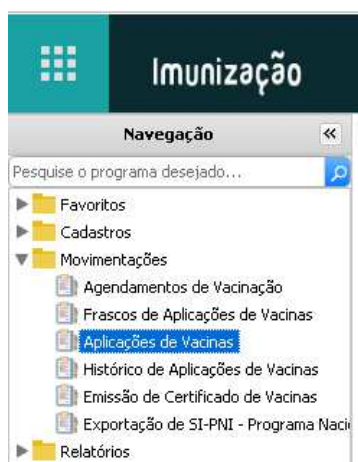 Imunização
Navegação
Pesquise o programa desejado...
Favoritos
Cadastros
Movimentações
Agendamentos de Vacinação
Frascos de Aplicações de Vacinas
Aplicações de Vacinas
Histórico de Aplicações de Vacinas
Emissão de Certificado de Vacinas
Exportação de SI-PNI - Programa Naci
Relatórios